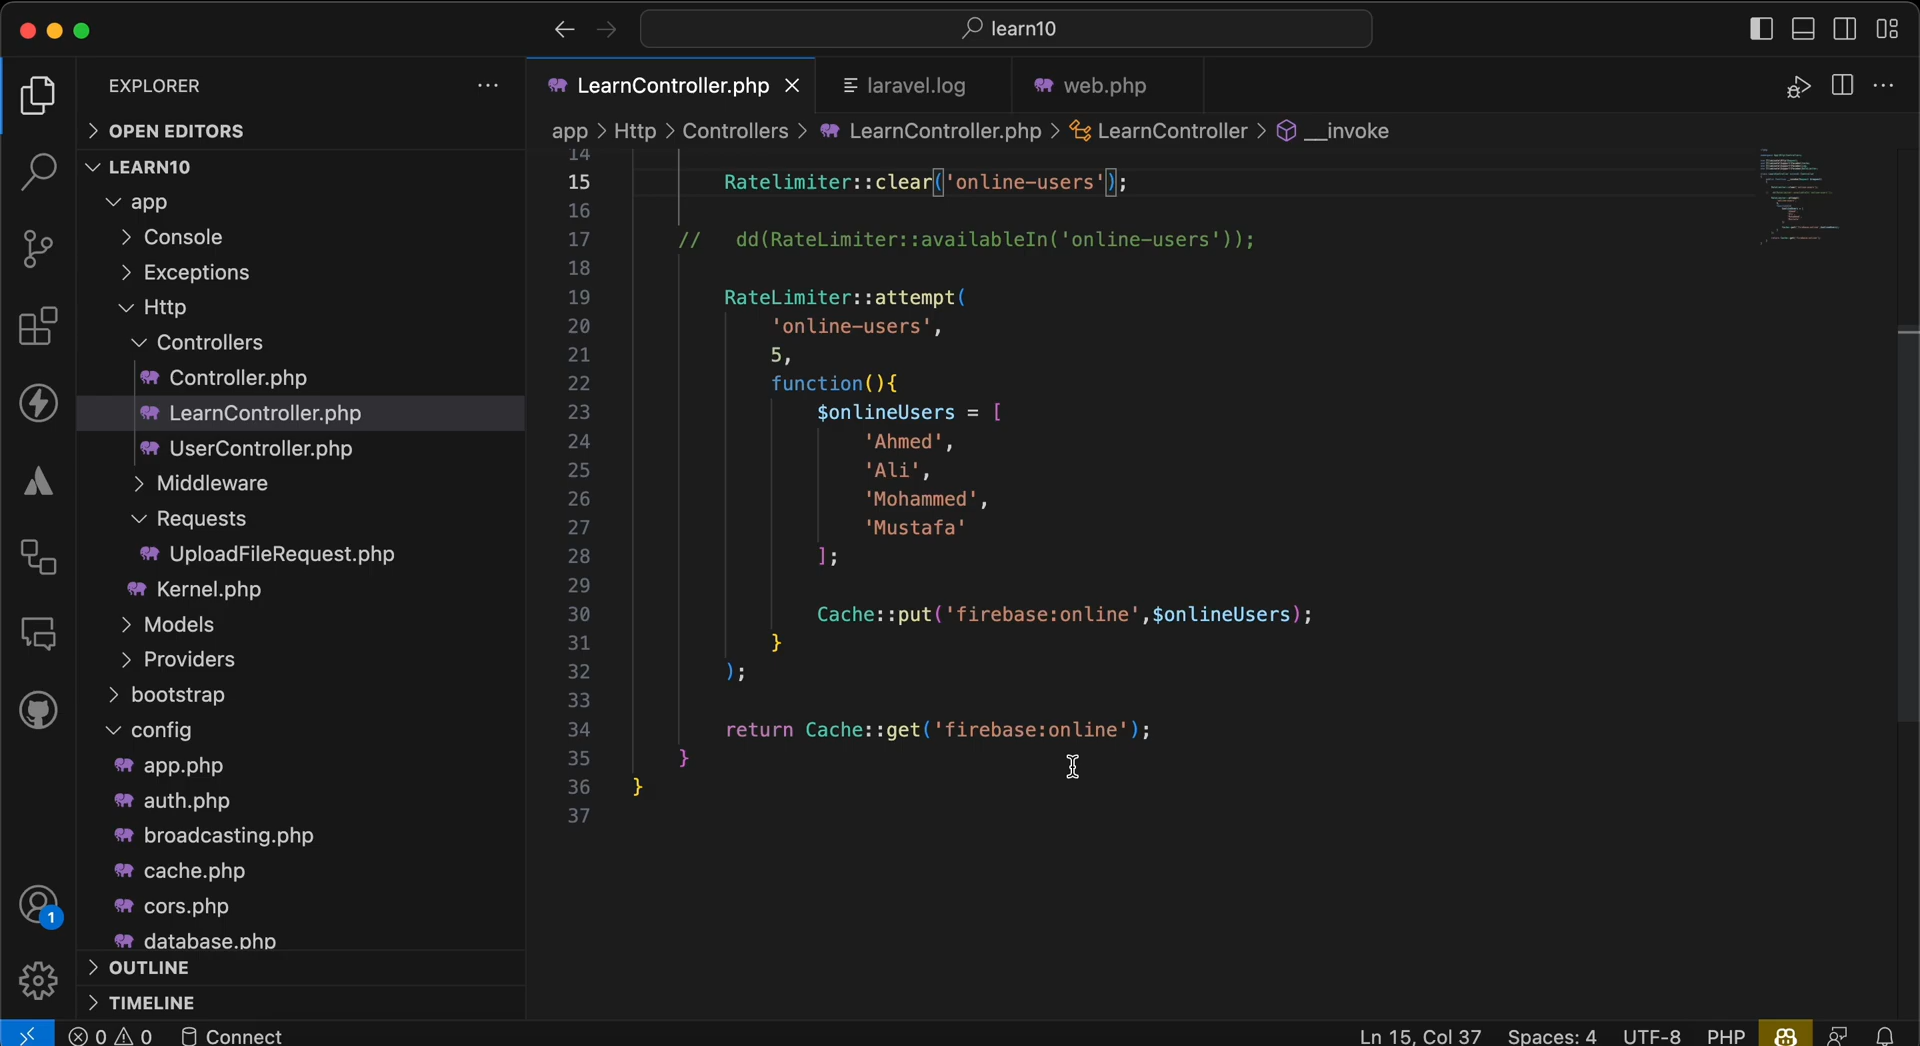 learn10
EXPLORER
OPEN EDITORS
LEARN10
app
Console
Exceptions
Http
Controllers
Controller.php
LearnController.php
UserController.php
Middleware
Requests
UploadFileRequest.php
Kernel.php
Models
Providers
bootstrap
config
app.php
auth.php
broadcasting.php
cache.php
cors.php
database.php
OUTLINE
TIMELINE
LearnController.php
laravel.log
web.php
app > Http > Controllers > LearnController.php > LearnController > __invoke
14
15 Ratelimiter::clear('online-users');
16
17 // dd(RateLimiter::availableIn('online-users'));
18
19 RateLimiter::attempt(
20 'online-users',
21 5,
22 function(){
23 $onlineUsers = [
24 'Ahmed',
25 'Ali',
26 'Mohammed',
27 'Mustafa'
28 ];
29
30 Cache::put('firebase:online',$onlineUsers);
31 }
32 );
33
34 return Cache::get('firebase:online');
35 }
36 }
37
1
0 0 Connect
Ln 15, Col 37 Spaces: 4 UTF-8 PHP